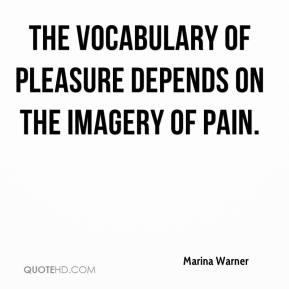 THE VOCABULARY OF
PLEASURE DEPENDS ON
THE IMAGERY OF PAIN.
Marina Warner
QUOTEHD.COM